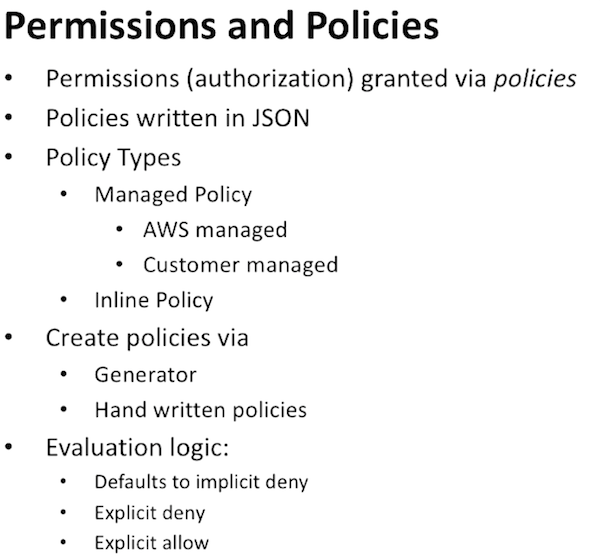 Permissions and Policies
• Permissions (authorization) granted via policies
• Policies written in JSON
• Policy Types
• Managed Policy
• AWS managed
• Customer managed
• Inline Policy
• Create policies via
• Generator
• Hand written policies
• Evaluation logic:
• Defaults to implicit deny
• Explicit deny
• Explicit allow